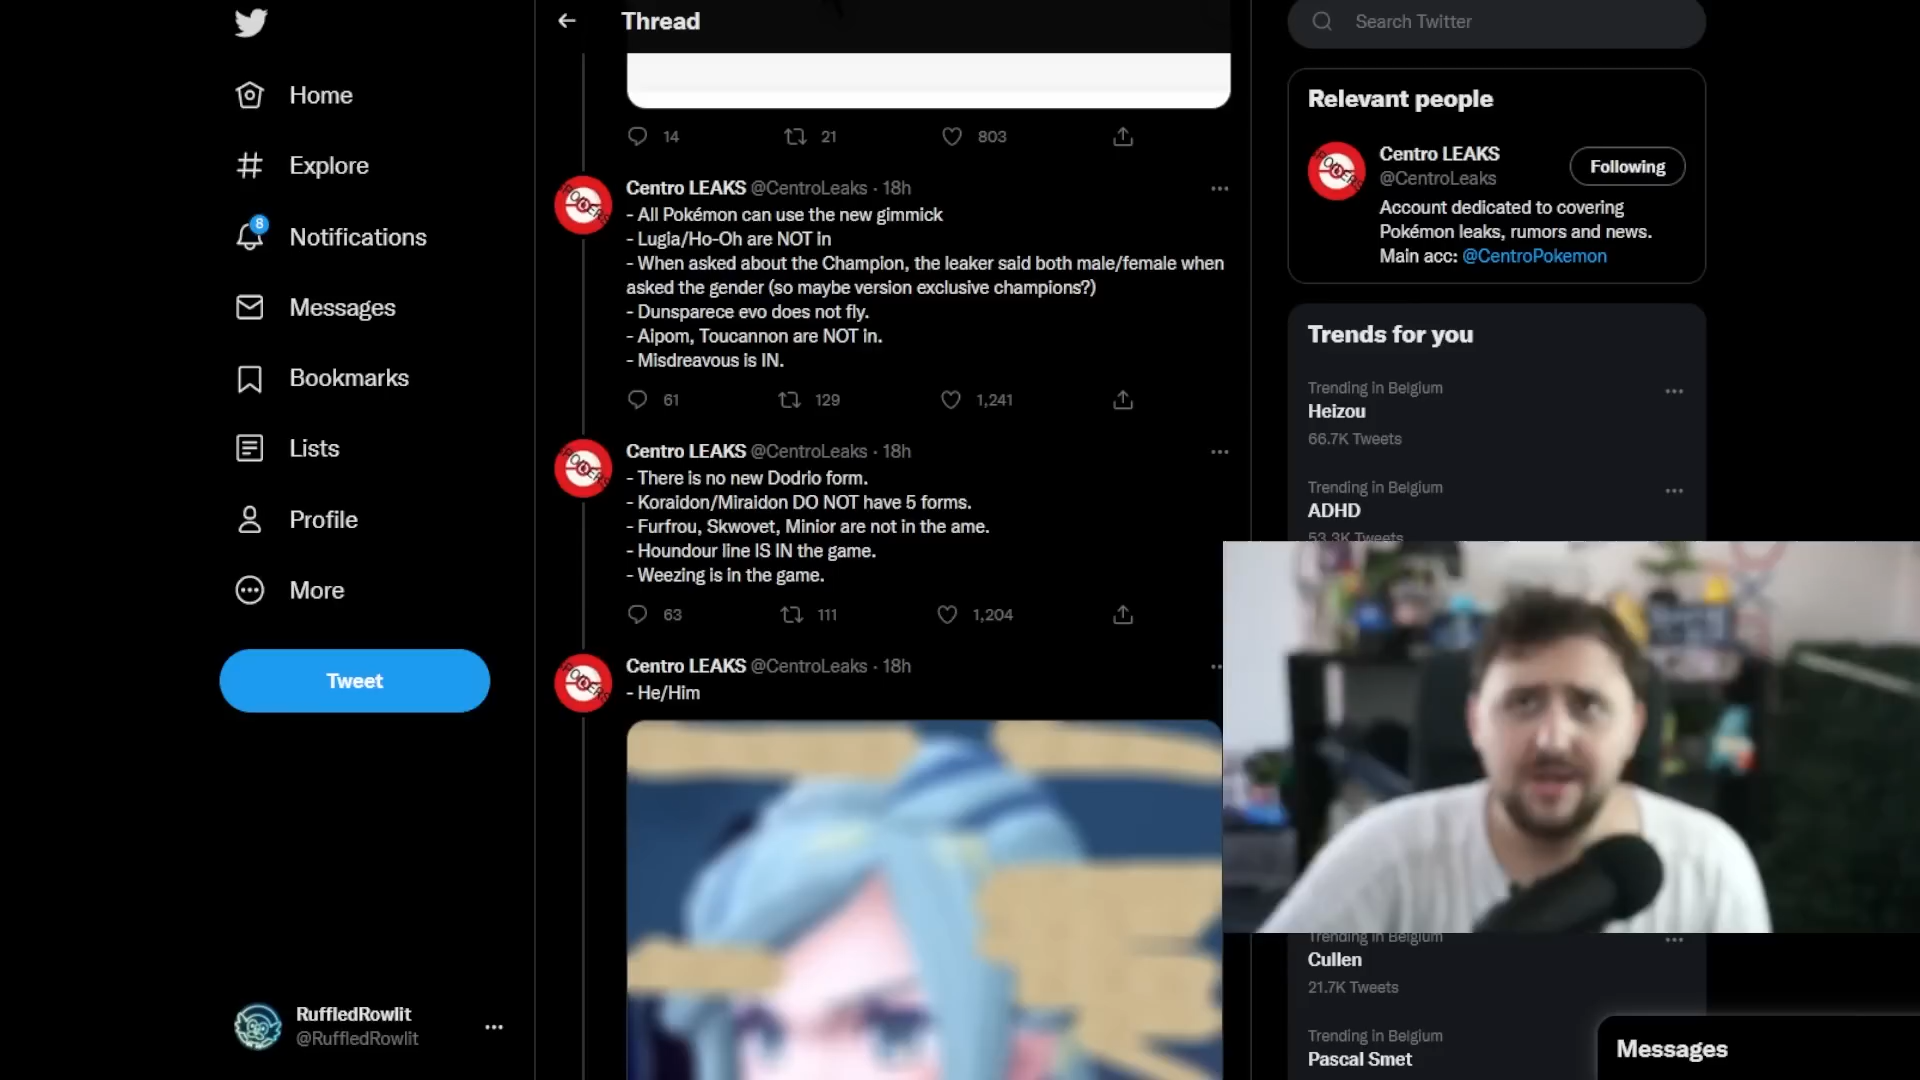 Home
Explore
8
Notifications
Messages
Bookmarks
Lists
Profile
More
Tweet
RuffledRowlit
@RuffledRowlit
Thread
14
21
803
Centro LEAKS @CentroLeaks · 18h
- All Pokémon can use the new gimmick
- Lugia/Ho-Oh are NOT in
- When asked about the Champion, the leaker said both male/female when
asked the gender (so maybe version exclusive champions?)
- Dunsparece evo does not fly.
- Aipom, Toucannon are NOT in.
- Misdreavous is IN.
61
129
1,241
Centro LEAKS @CentroLeaks · 18h
- There is no new Dodrio form.
- Koraidon/Miraidon DO NOT have 5 forms.
- Furfrou, Skwovet, Minior are not in the ame.
- Houndour line IS IN the game.
- Weezing is in the game.
63
111
1,204
Centro LEAKS @CentroLeaks · 18h
- He/Him
Search Twitter
Relevant people
Centro LEAKS
@CentroLeaks
Following
Account dedicated to covering
Pokémon leaks, rumors and news.
Main acc: @CentroPokemon
Trends for you
Trending in Belgium
Heizou
66.7K Tweets
Trending in Belgium
ADHD
53.3K Tweets
Trending in Belgium
Cullen
21.7K Tweets
Trending in Belgium
Pascal Smet
Messages